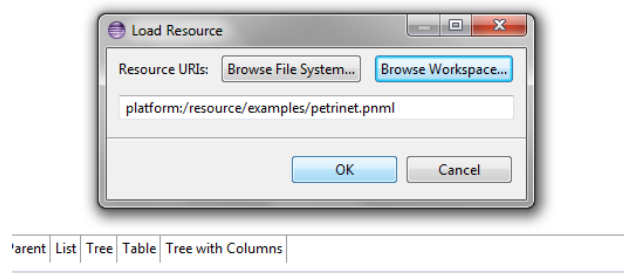 Load Resource
Resource URIs: Browse File System... Browse Workspace...
platform:/resource/examples/petrinet.pnml
OK Cancel
Parent List Tree Table Tree with Columns